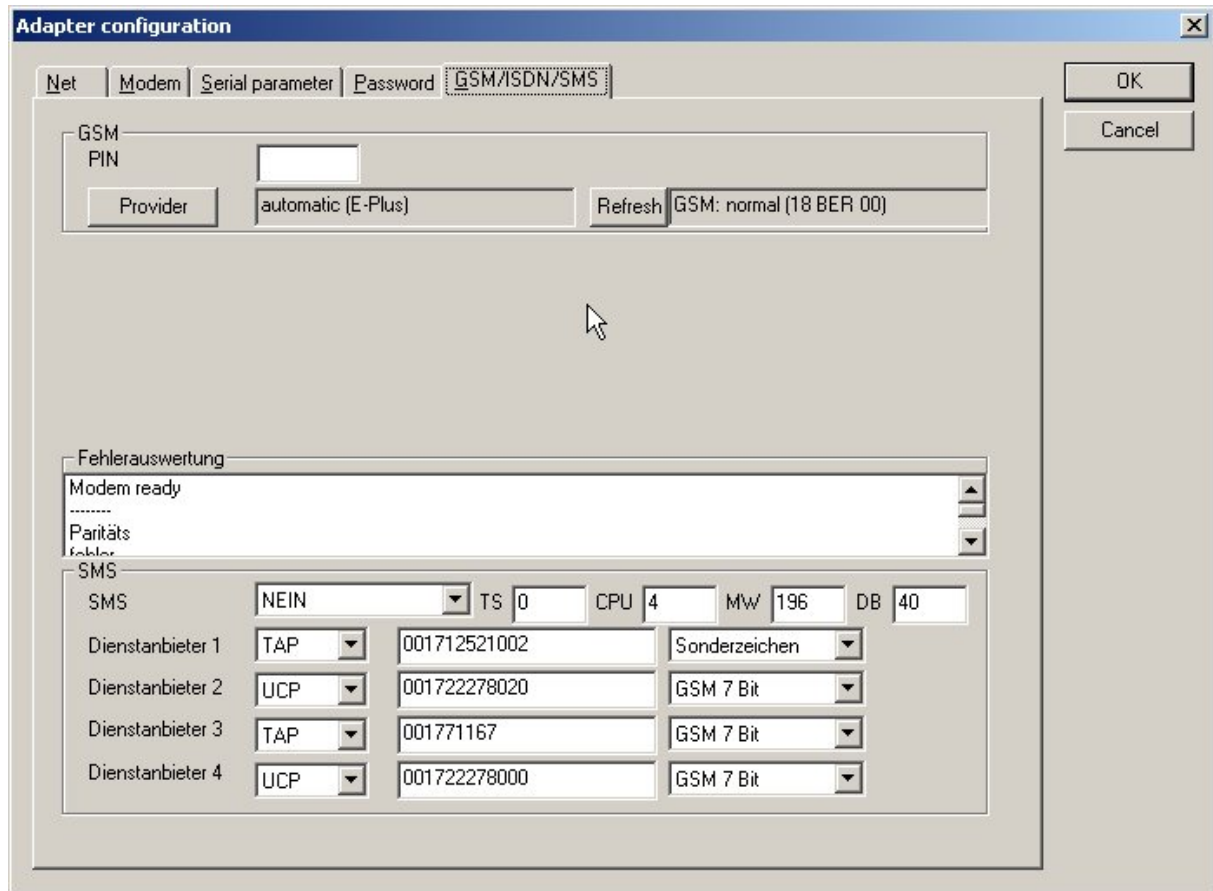 Adapter configuration
Net Modem Serial parameter Password GSM/ISDN/SMS
OK
Cancel
GSM
PIN
Provider automatic (E-Plus) Refresh GSM: normal (18 BER 00)
Fehlerauswertung
Modem ready
--------
Paritäts
fehler
SMS
SMS NEIN TS 0 CPU 4 MW 196 DB 40
Dienstanbieter 1 TAP 001712521002 Sonderzeichen
Dienstanbieter 2 UCP 001722278020 GSM 7 Bit
Dienstanbieter 3 TAP 001771167 GSM 7 Bit
Dienstanbieter 4 UCP 001722278000 GSM 7 Bit